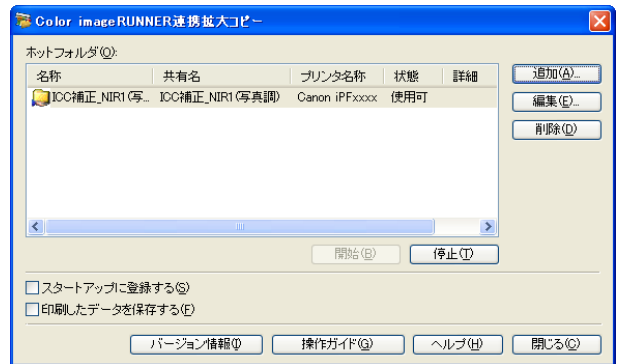 Color imageRUNNER連携拡大コピー
ホットフォルダ(O):
名称 共有名 プリンタ名称 状態 詳細
ICC補正_NIR1(写... ICC補正_NIR1(写真調) Canon iPFxxxx 使用可
追加(A)...
編集(E)...
削除(D)
開始(B) 停止(T)
スタートアップに登録する(S)
印刷したデータを保存する(F)
バージョン情報(I) 操作ガイド(G) ヘルプ(H) 閉じる(C)